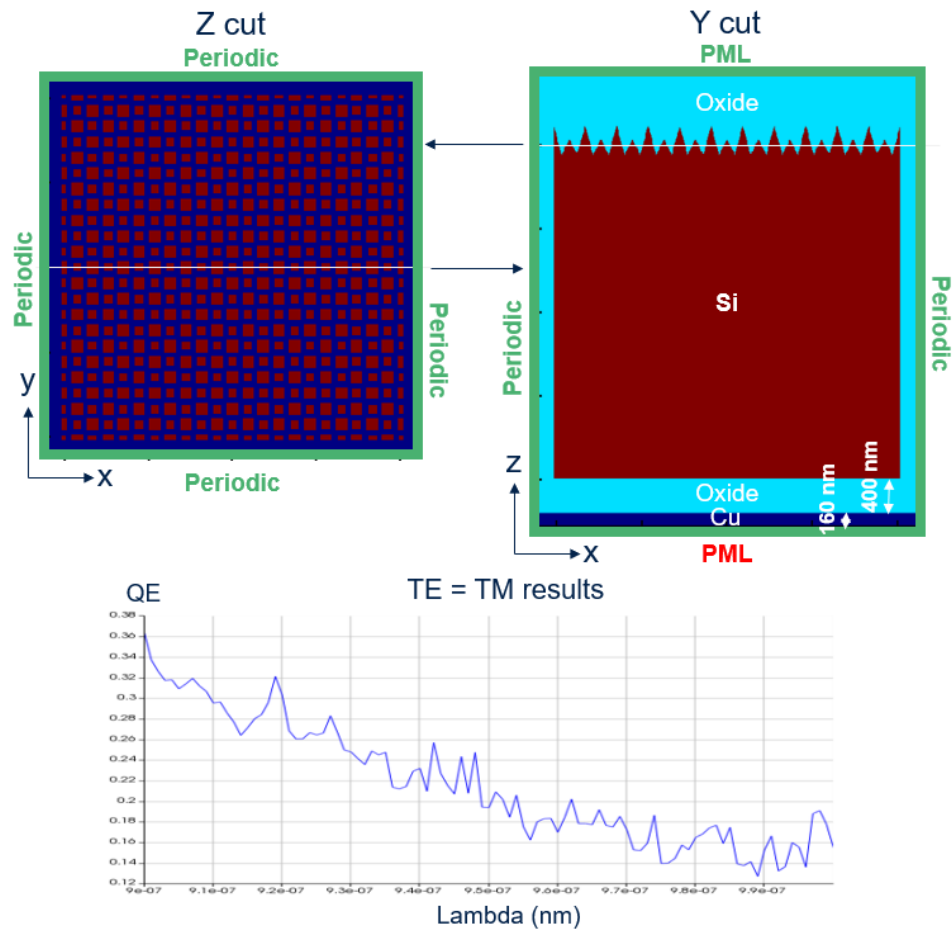 Z cut
Periodic
Periodic
Periodic
Periodic
y
x
Y cut
PML
Oxide
Periodic
Si
Periodic
Oxide
Cu
400 nm
160 nm
z
x
PML
QE
TE = TM results
0.38
0.36
0.34
0.32
0.3
0.28
0.26
0.24
0.22
0.2
0.18
0.16
0.14
0.12
9e-07
9.1e-07
9.2e-07
9.3e-07
9.4e-07
9.5e-07
9.6e-07
9.7e-07
9.8e-07
9.9e-07
Lambda (nm)